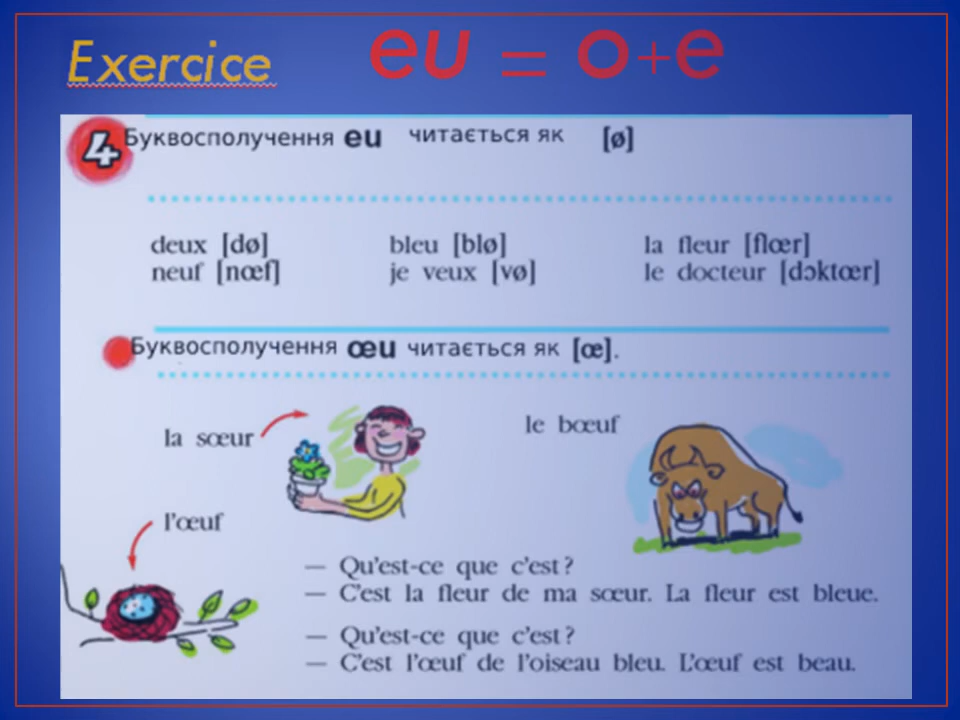 Exercice eu = o+e
4 Буквосполучення eu читається як [ø]
deux [dø] bleu [blø] la fleur [flœr]
neuf [nœf] je veux [vø] le docteur [dɔktœr]
Буквосполучення œu читається як [œ].
la sœur le bœuf
l'œuf
— Qu'est-ce que c'est ?
— C'est la fleur de ma sœur. La fleur est bleue.
— Qu'est-ce que c'est ?
— C'est l'œuf de l'oiseau bleu. L'œuf est beau.